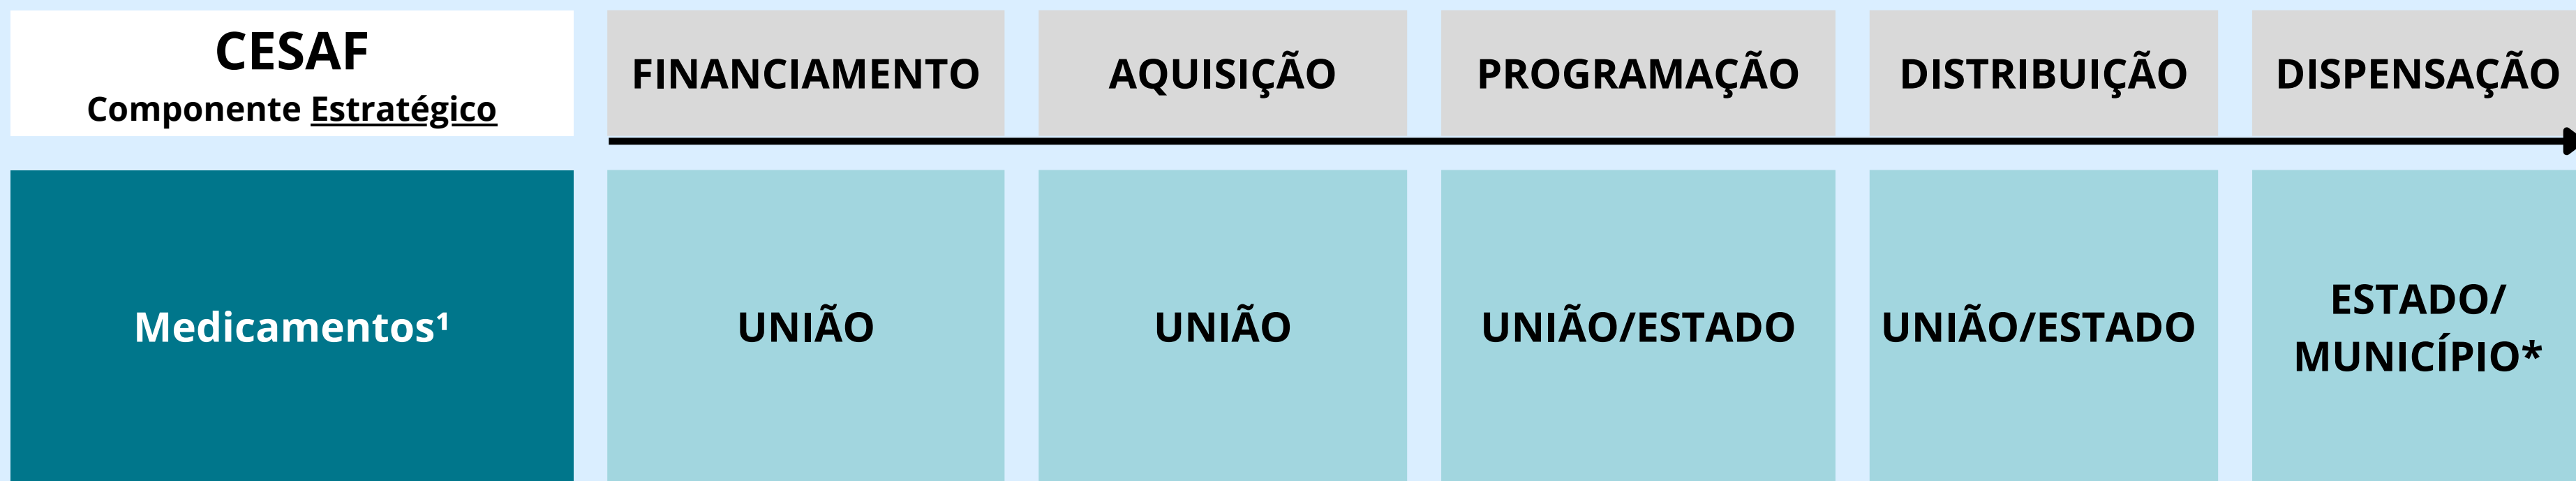 CESAF
Componente Estratégico
FINANCIAMENTO
AQUISIÇÃO
PROGRAMAÇÃO
DISTRIBUIÇÃO
DISPENSAÇÃO
Medicamentos¹
UNIÃO
UNIÃO
UNIÃO/ESTADO
UNIÃO/ESTADO
ESTADO/
MUNICÍPIO*